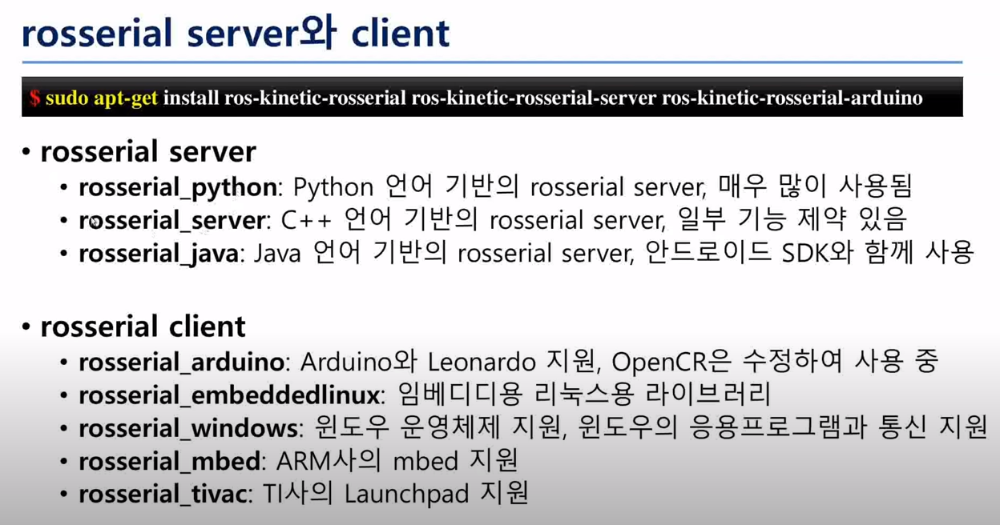 rosserial server와 client
$ sudo apt-get install ros-kinetic-rosserial ros-kinetic-rosserial-server ros-kinetic-rosserial-arduino
• rosserial server
• rosserial_python: Python 언어 기반의 rosserial server, 매우 많이 사용됨
• rosserial_server: C++ 언어 기반의 rosserial server, 일부 기능 제약 있음
• rosserial_java: Java 언어 기반의 rosserial server, 안드로이드 SDK와 함께 사용
• rosserial client
• rosserial_arduino: Arduino와 Leonardo 지원, OpenCR은 수정하여 사용 중
• rosserial_embeddedlinux: 임베디디용 리눅스용 라이브러리
• rosserial_windows: 윈도우 운영체제 지원, 윈도우의 응용프로그램과 통신 지원
• rosserial_mbed: ARM사의 mbed 지원
• rosserial_tivac: TI사의 Launchpad 지원